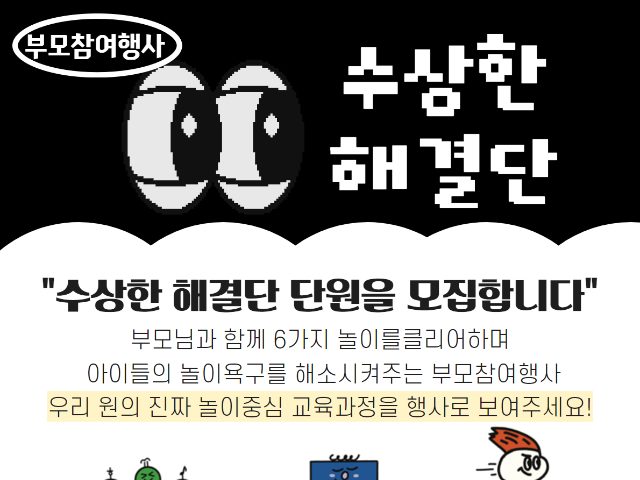 부모참여행사
수상한
해결단
"수상한 해결단 단원을 모집합니다"
부모님과 함께 6가지 놀이를클리어하며
아이들의 놀이욕구를 해소시켜주는 부모참여행사
우리 원의 진짜 놀이중심 교육과정을 행사로 보여주세요!